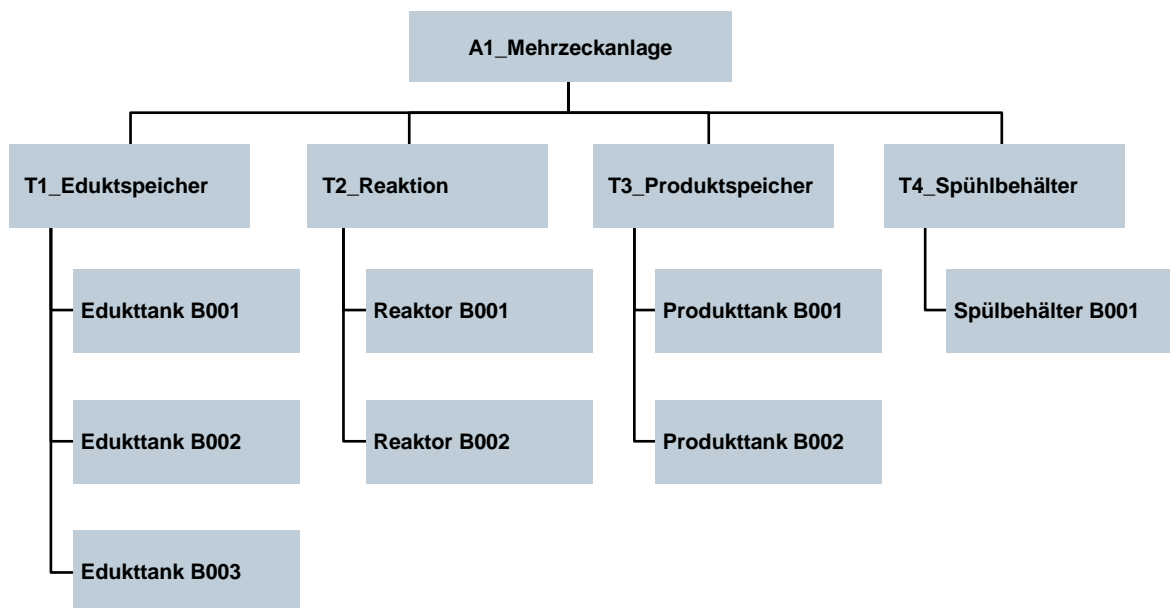 A1_Mehrzeckanlage
T1_Eduktspeicher
T2_Reaktion
T3_Produktspeicher
T4_Spühlbehälter
Edukttank B001
Reaktor B001
Produkttank B001
Spülbehälter B001
Edukttank B002
Reaktor B002
Produkttank B002
Edukttank B003